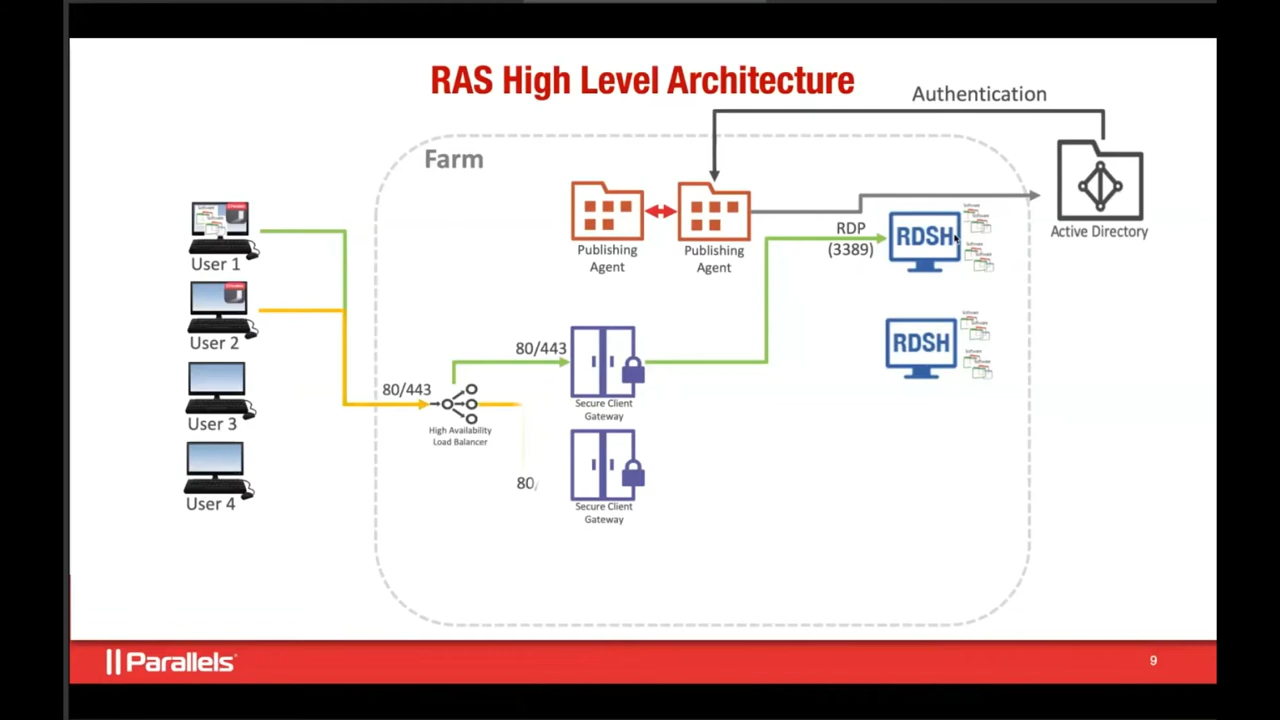 RAS High Level Architecture
Authentication
Farm
Publishing
Agent
Publishing
Agent
RDP
(3389)
RDSH
Active Directory
User 1
User 2
80/443
Secure Client
Gateway
RDSH
80/443
High Availability
Load Balancer
User 3
User 4
80/
Secure Client
Gateway
Parallels
9